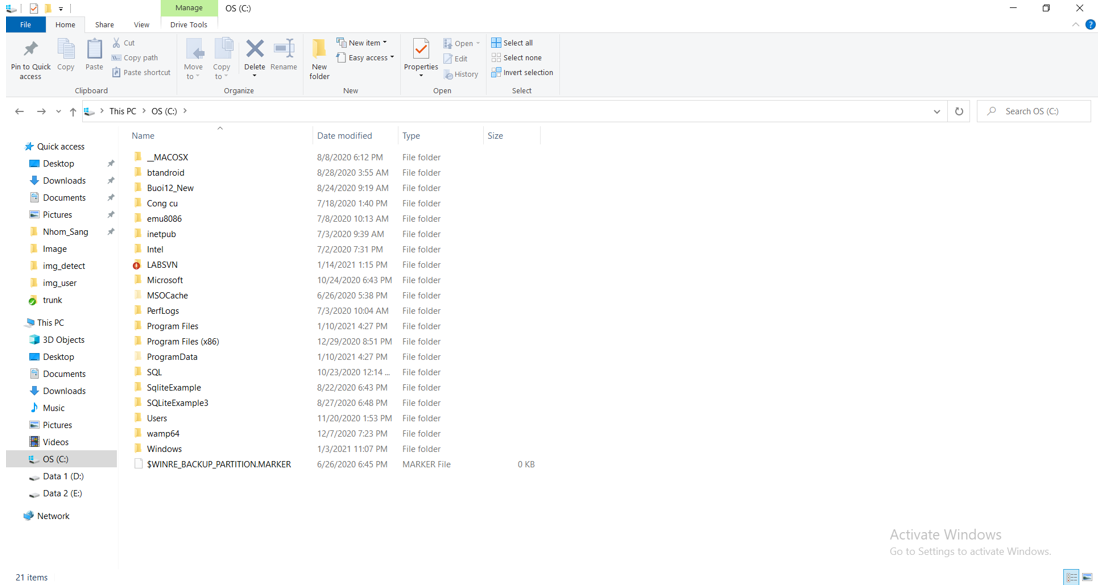 Manage OS (C:)
File Home Share View Drive Tools
Pin to Quick access
Copy
Paste
Cut
Copy path
Paste shortcut
Clipboard
Move to
Copy to
Delete
Rename
Organize
New folder
New item
Easy access
New
Properties
Open
Edit
History
Open
Select all
Select none
Invert selection
Select
This PC > OS (C:) >
Search OS (C:)
Quick access
Desktop
Downloads
Documents
Pictures
Nhom_Sang
Image
img_detect
img_user
trunk
This PC
3D Objects
Desktop
Documents
Downloads
Music
Pictures
Videos
OS (C:)
Data 1 (D:)
Data 2 (E:)
Network
Name Date modified Type Size
__MACOSX 8/8/2020 6:12 PM File folder
btandroid 8/28/2020 3:55 AM File folder
Buoi12_New 8/24/2020 9:19 AM File folder
Cong cu 7/18/2020 1:40 PM File folder
emu8086 7/8/2020 10:13 AM File folder
inetpub 7/3/2020 9:39 AM File folder
Intel 7/2/2020 7:31 PM File folder
LABSVN 1/14/2021 1:15 PM File folder
Microsoft 10/24/2020 6:43 PM File folder
MSOCache 6/26/2020 5:38 PM File folder
PerfLogs 7/3/2020 10:04 AM File folder
Program Files 1/10/2021 4:27 PM File folder
Program Files (x86) 12/29/2020 8:51 PM File folder
ProgramData 1/10/2021 4:27 PM File folder
SQL 10/23/2020 12:14 ... File folder
SqliteExample 8/22/2020 6:43 PM File folder
SQLiteExample3 8/27/2020 6:48 PM File folder
Users 11/20/2020 1:53 PM File folder
wamp64 12/7/2020 7:23 PM File folder
Windows 1/3/2021 11:07 PM File folder
$WINRE_BACKUP_PARTITION.MARKER 6/26/2020 6:45 PM MARKER File 0 KB
Activate Windows
Go to Settings to activate Windows.
21 items